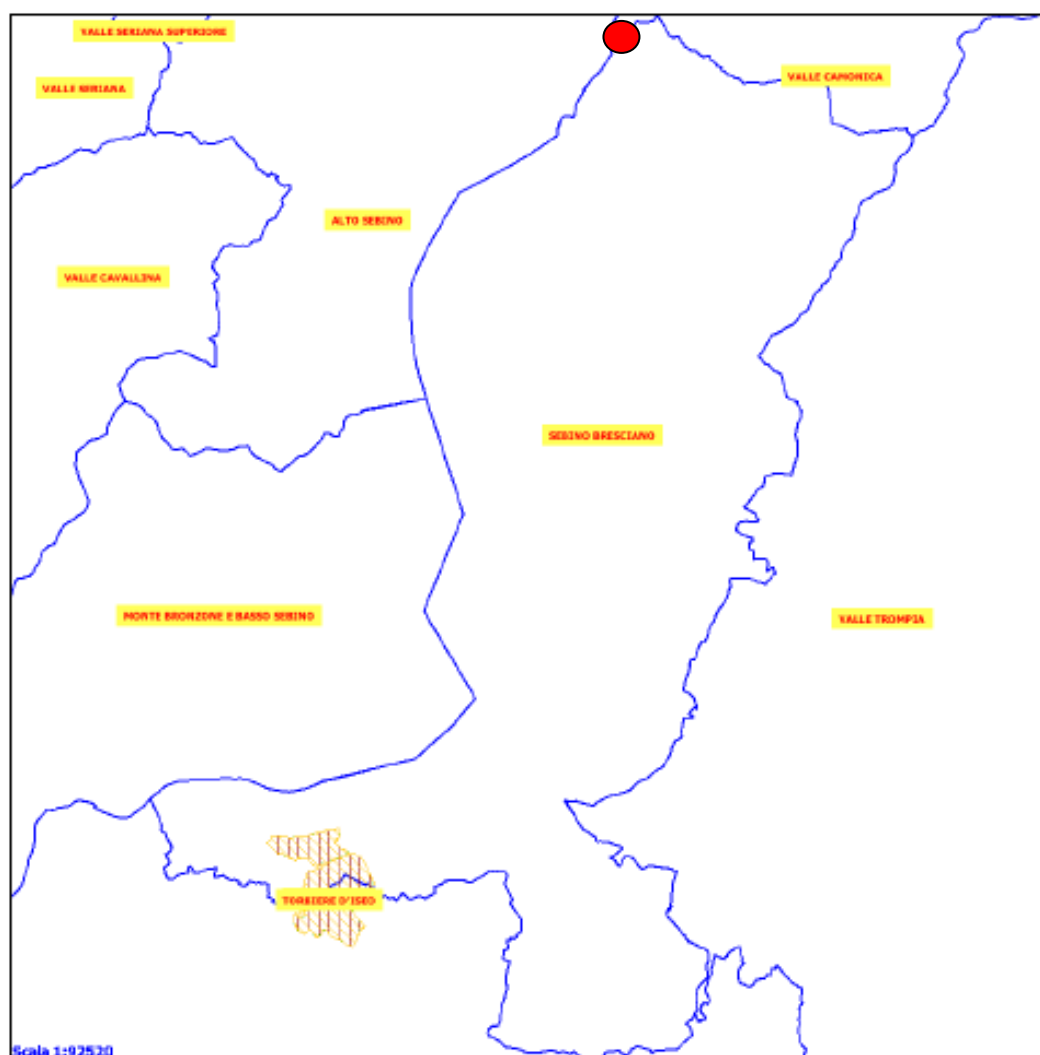 VALLE SERIANA SUPERIORE
VALLE CAMONICA
VALLE SERIANA
ALTO SEBINO
VALLE CAVALLINA
SEBINO BRESCIANO
MONTE BRONZONE E BASSO SEBINO
VALLE TROMPIA
TORBIERE D'ISEO
Scala 1:92520